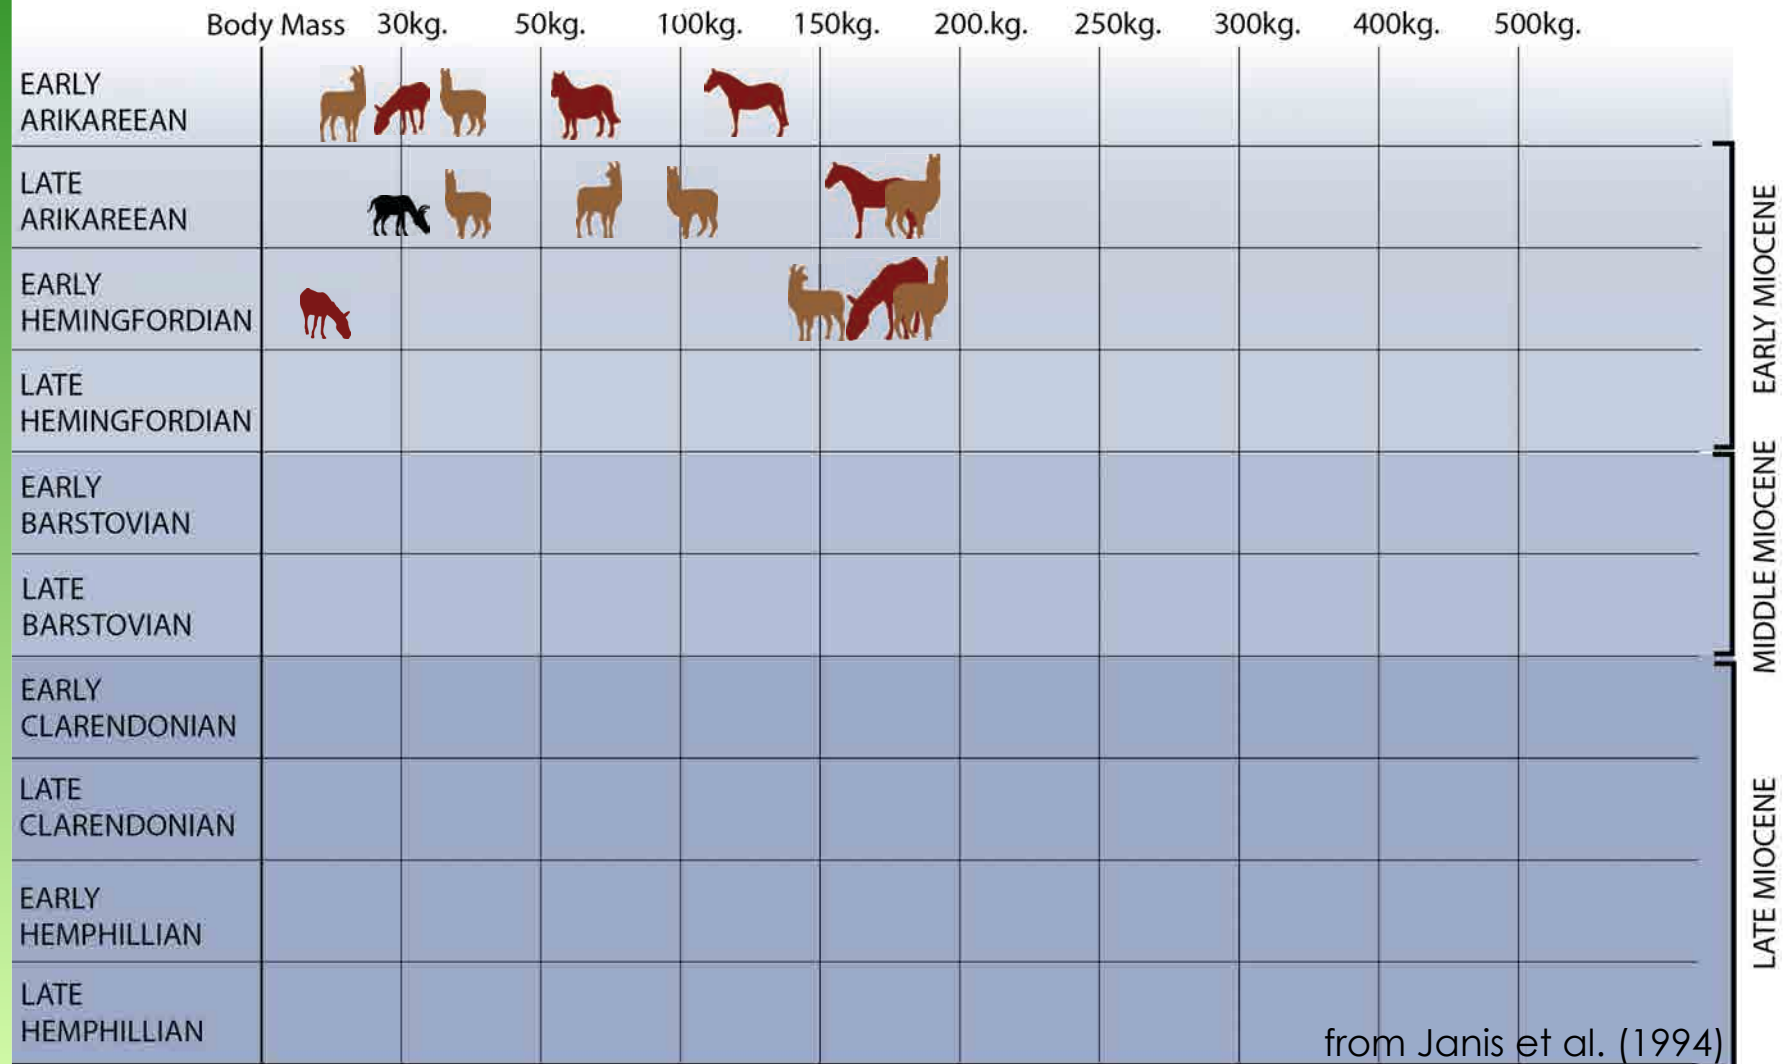 Body Mass 30kg. 50kg. 100kg. 150kg. 200.kg. 250kg. 300kg. 400kg. 500kg.
EARLY
ARIKAREEAN
LATE
ARIKAREEAN
EARLY
HEMINGFORDIAN
LATE
HEMINGFORDIAN
EARLY
BARSTOVIAN
LATE
BARSTOVIAN
EARLY
CLARENDONIAN
LATE
CLARENDONIAN
EARLY
HEMPHILLIAN
LATE
HEMPHILLIAN
EARLY MIOCENE
MIDDLE MIOCENE
LATE MIOCENE
from Janis et al. (1994)